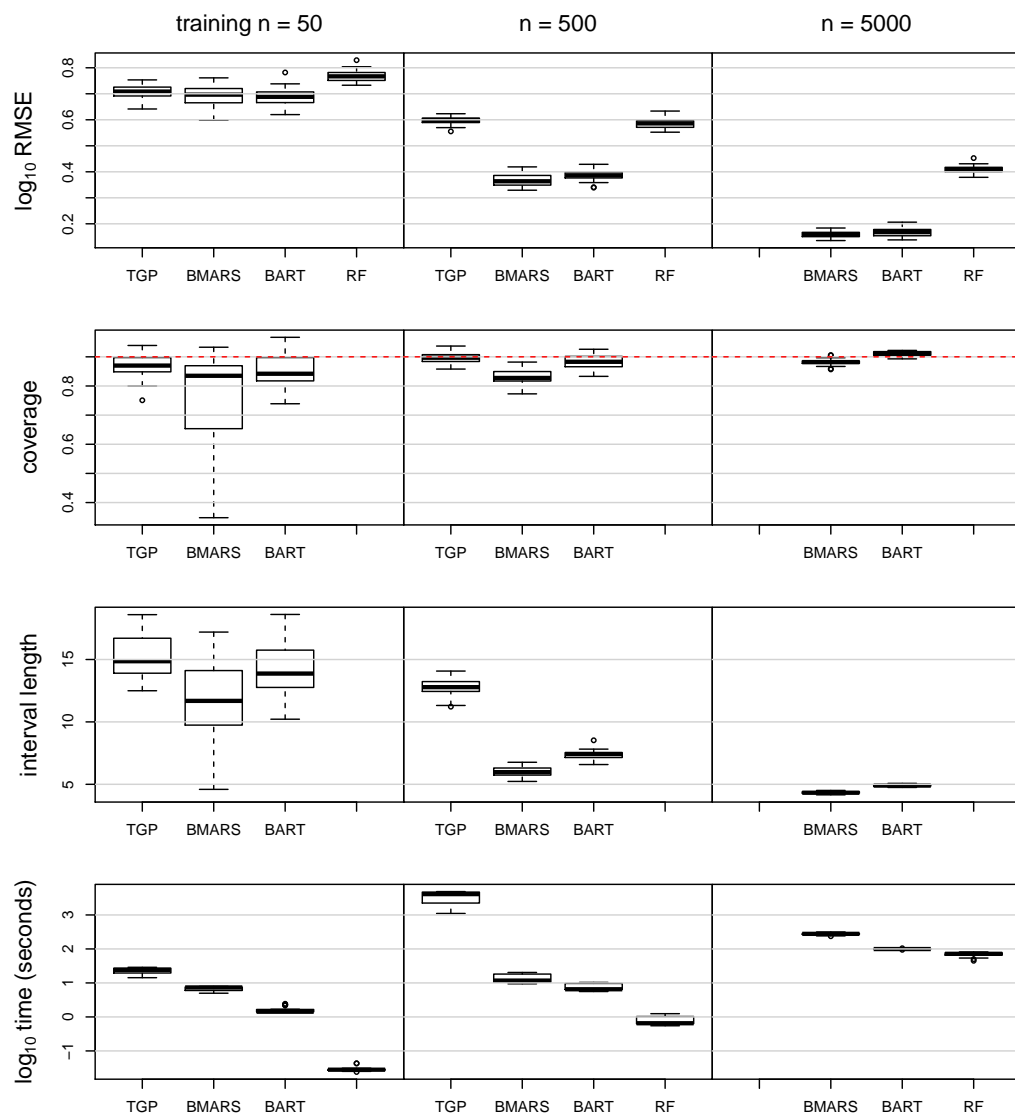 training n = 50
n = 500
n = 5000
log10 RMSE
0.8
0.6
0.4
0.2
TGP
BMARS
BART
RF
TGP
BMARS
BART
RF
BMARS
BART
RF
coverage
0.8
0.6
0.4
TGP
BMARS
BART
TGP
BMARS
BART
BMARS
BART
interval length
15
10
5
TGP
BMARS
BART
TGP
BMARS
BART
BMARS
BART
log10 time (seconds)
3
2
1
0
−1
TGP
BMARS
BART
TGP
BMARS
BART
RF
BMARS
BART
RF